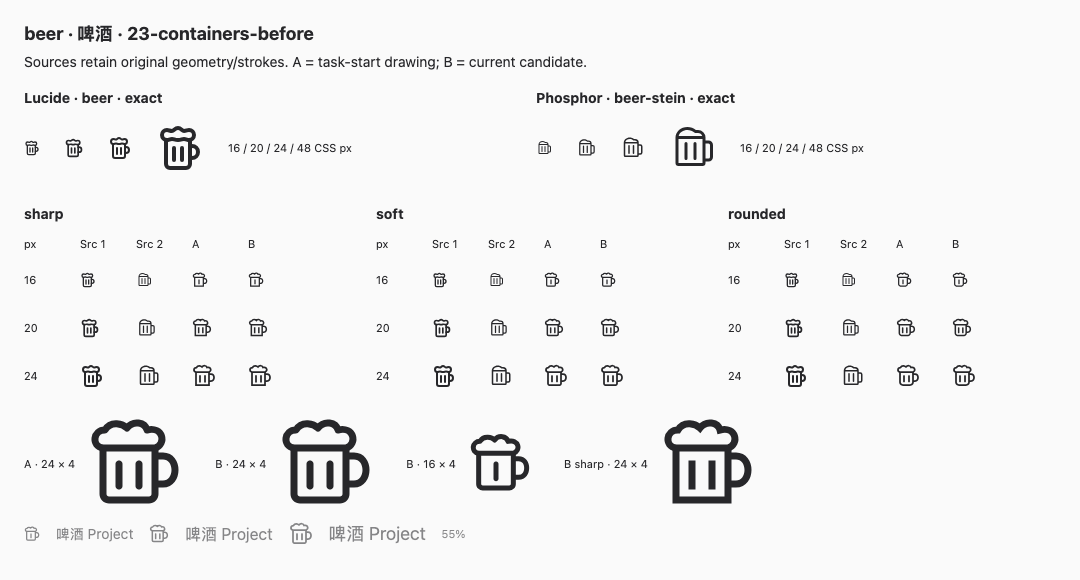 beer · 啤酒 · 23-containers-before
Sources retain original geometry/strokes. A = task-start drawing; B = current candidate.
Lucide · beer · exact
Phosphor · beer-stein · exact
16 / 20 / 24 / 48 CSS px
16 / 20 / 24 / 48 CSS px
sharp
soft
rounded
px Src 1 Src 2 A B
px Src 1 Src 2 A B
px Src 1 Src 2 A B
16
16
16
20
20
20
24
24
24
A · 24 × 4
B · 24 × 4
B · 16 × 4
B sharp · 24 × 4
啤酒 Project
啤酒 Project
啤酒 Project
55%